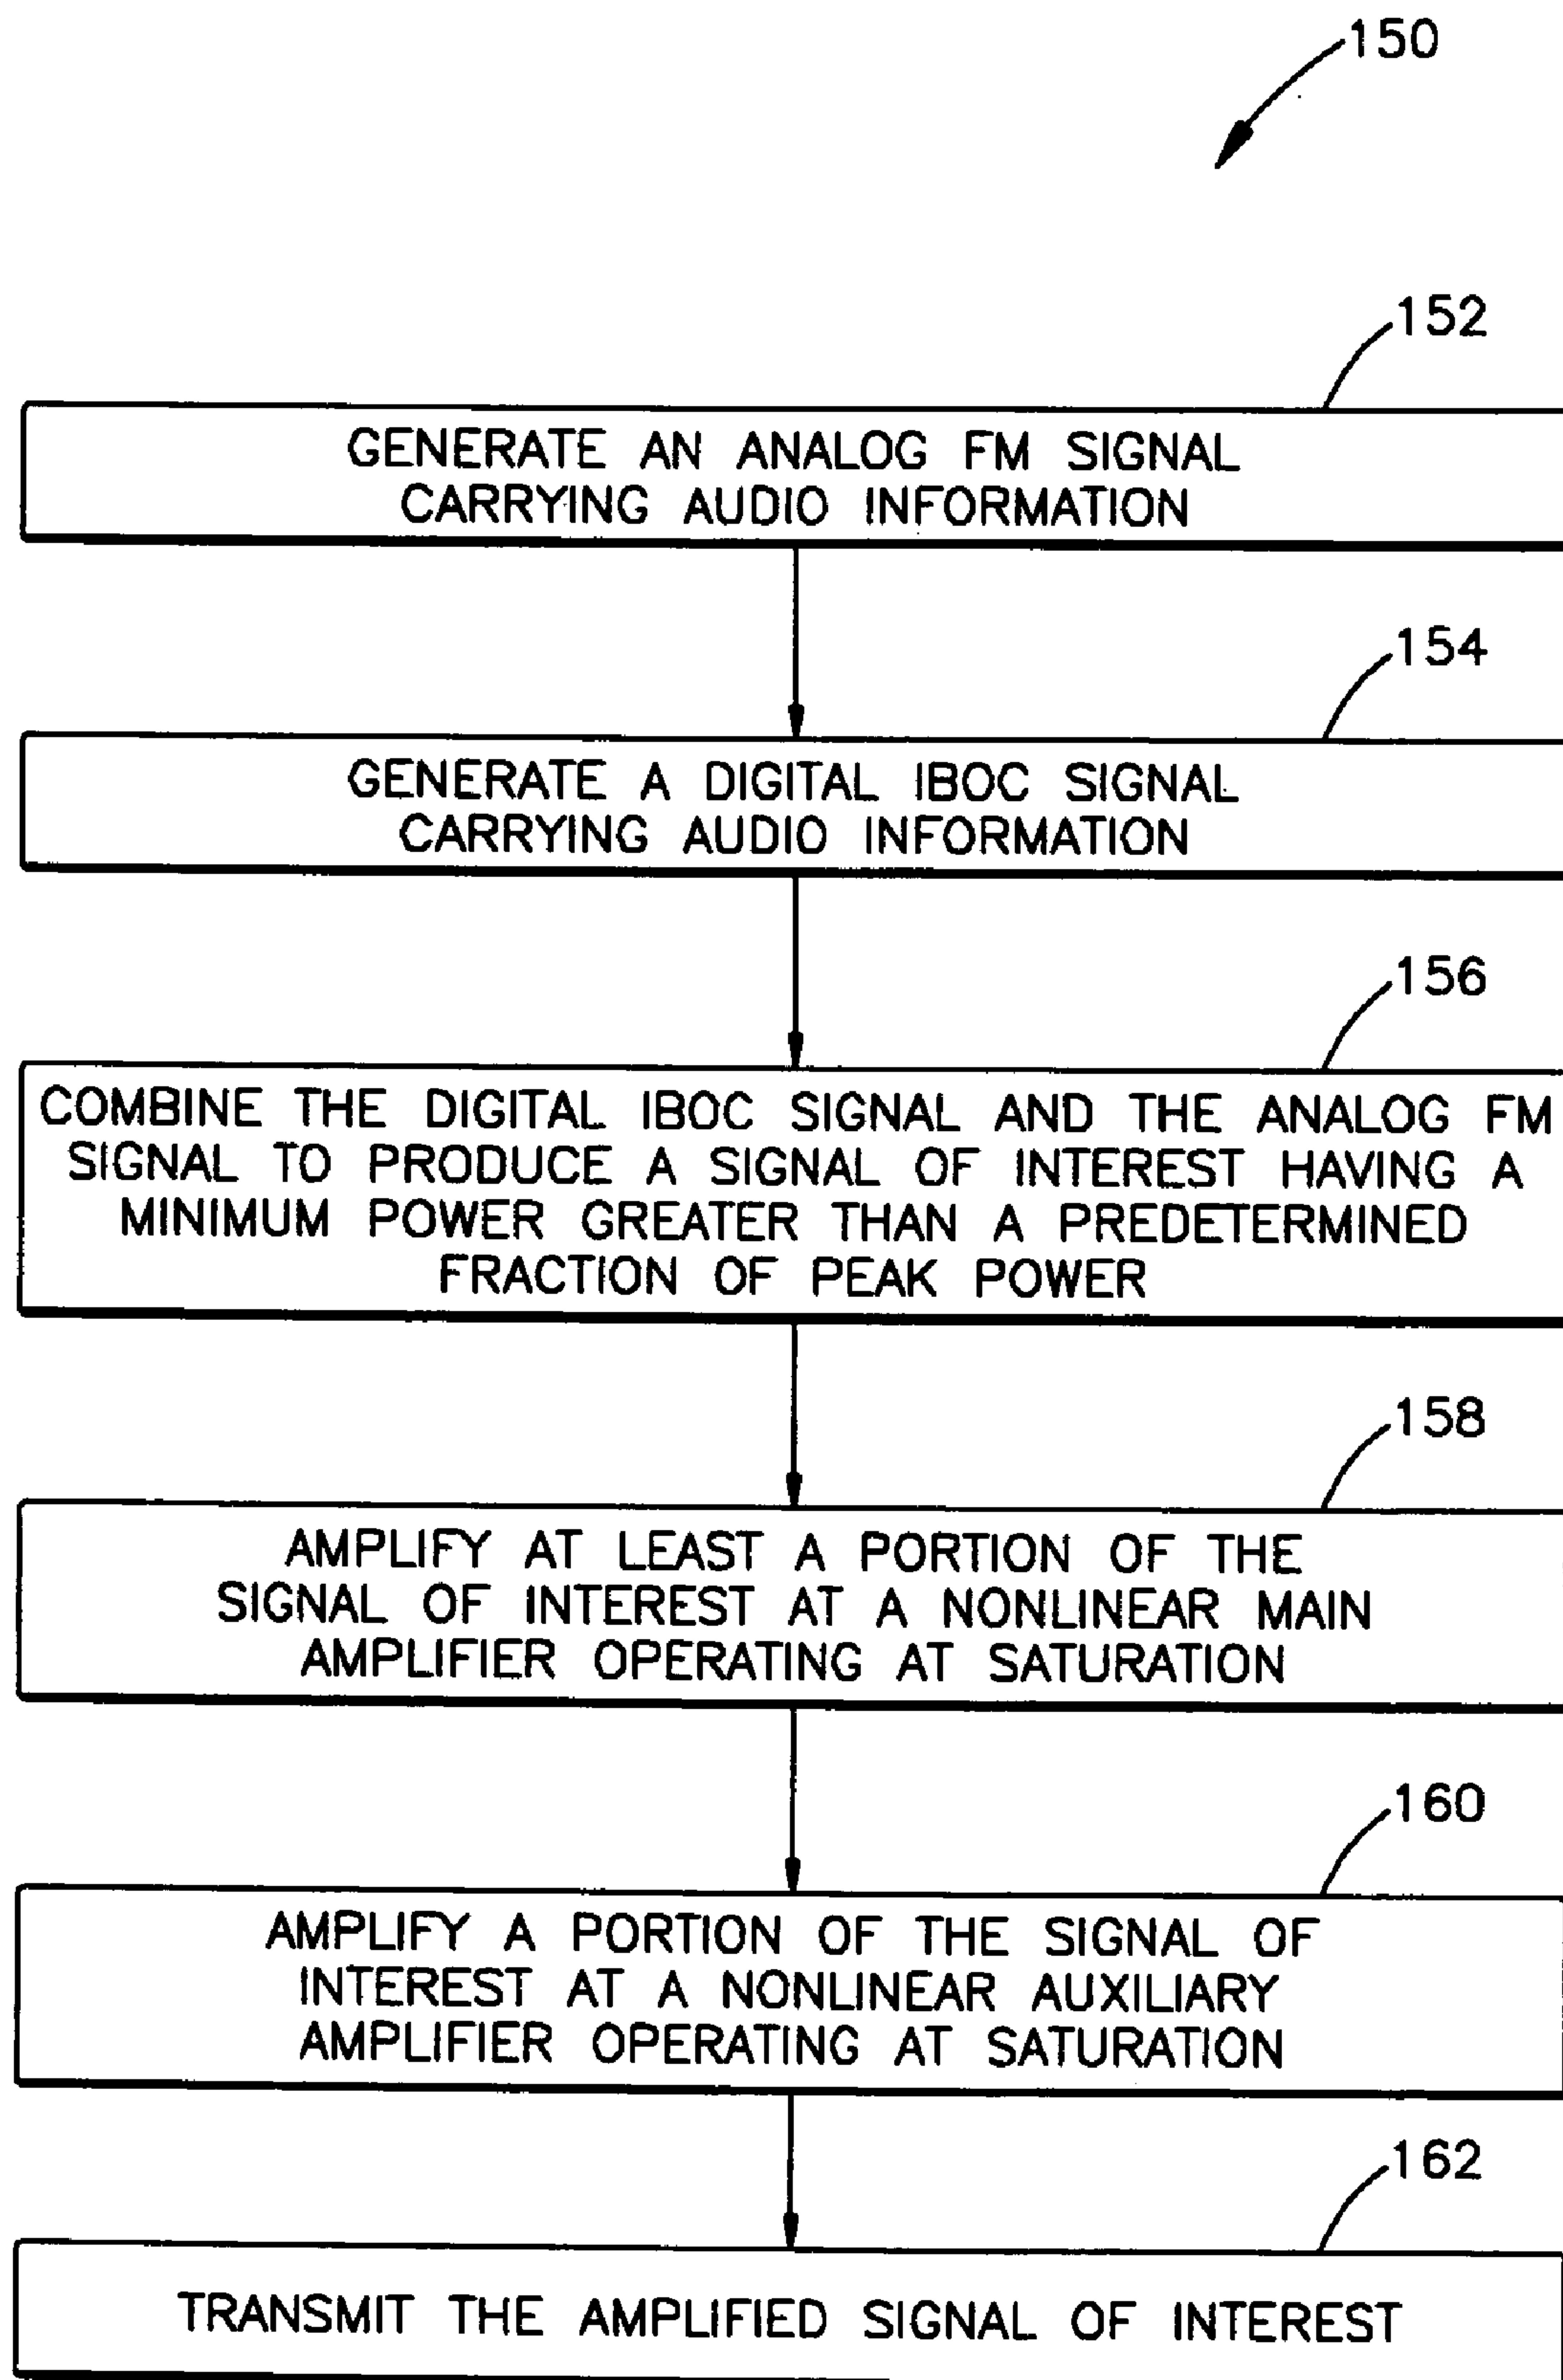 150
152
GENERATE AN ANALOG FM SIGNAL
CARRYING AUDIO INFORMATION
154
GENERATE A DIGITAL IBOC SIGNAL
CARRYING AUDIO INFORMATION
156
COMBINE THE DIGITAL IBOC SIGNAL AND THE ANALOG FM
SIGNAL TO PRODUCE A SIGNAL OF INTEREST HAVING A
MINIMUM POWER GREATER THAN A PREDETERMINED
FRACTION OF PEAK POWER
158
AMPLIFY AT LEAST A PORTION OF THE
SIGNAL OF INTEREST AT A NONLINEAR MAIN
AMPLIFIER OPERATING AT SATURATION
160
AMPLIFY A PORTION OF THE SIGNAL OF
INTEREST AT A NONLINEAR AUXILIARY
AMPLIFIER OPERATING AT SATURATION
162
TRANSMIT THE AMPLIFIED SIGNAL OF INTEREST